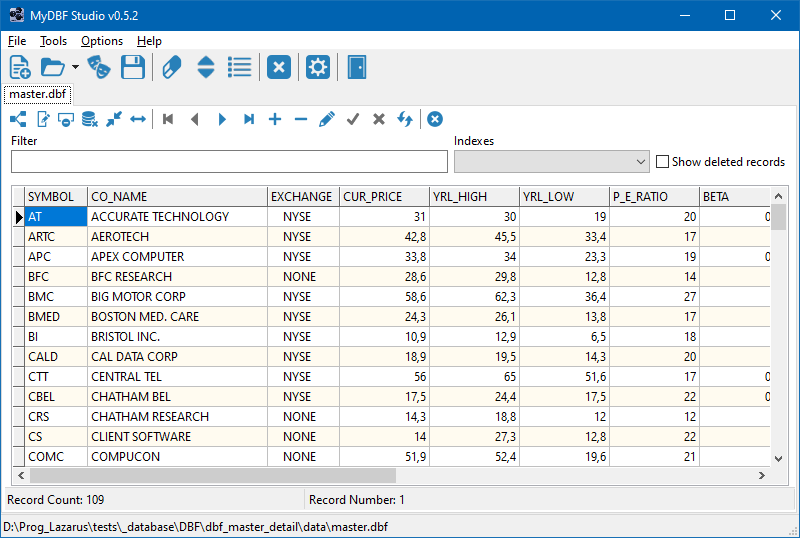 MyDBF Studio v0.5.2
File Tools Options Help
master.dbf
Filter Indexes
Show deleted records
SYMBOL CO_NAME EXCHANGE CUR_PRICE YRL_HIGH YRL_LOW P_E_RATIO BETA
AT ACCURATE TECHNOLOGY NYSE 31 30 19 20 0
ARTC AEROTECH NYSE 42,8 45,5 33,4 17
APC APEX COMPUTER NYSE 33,8 34 23,3 19 0
BFC BFC RESEARCH NONE 28,6 29,8 12,8 14
BMC BIG MOTOR CORP NYSE 58,6 62,3 36,4 27
BMED BOSTON MED. CARE NYSE 24,3 26,1 13,8 17
BI BRISTOL INC. NYSE 10,9 12,9 6,5 18
CALD CAL DATA CORP NYSE 18,9 19,5 14,3 20
CTT CENTRAL TEL NYSE 56 65 51,6 17 0
CBEL CHATHAM BEL NYSE 17,5 24,4 17,5 22 0
CRS CHATHAM RESEARCH NONE 14,3 18,8 12 12
CS CLIENT SOFTWARE NONE 14 27,3 12,8 22
COMC COMPUCON NYSE 51,9 52,4 19,6 21
Record Count: 109 Record Number: 1
D:\Prog_Lazarus\tests\_database\DBF\dbf_master_detail\data\master.dbf